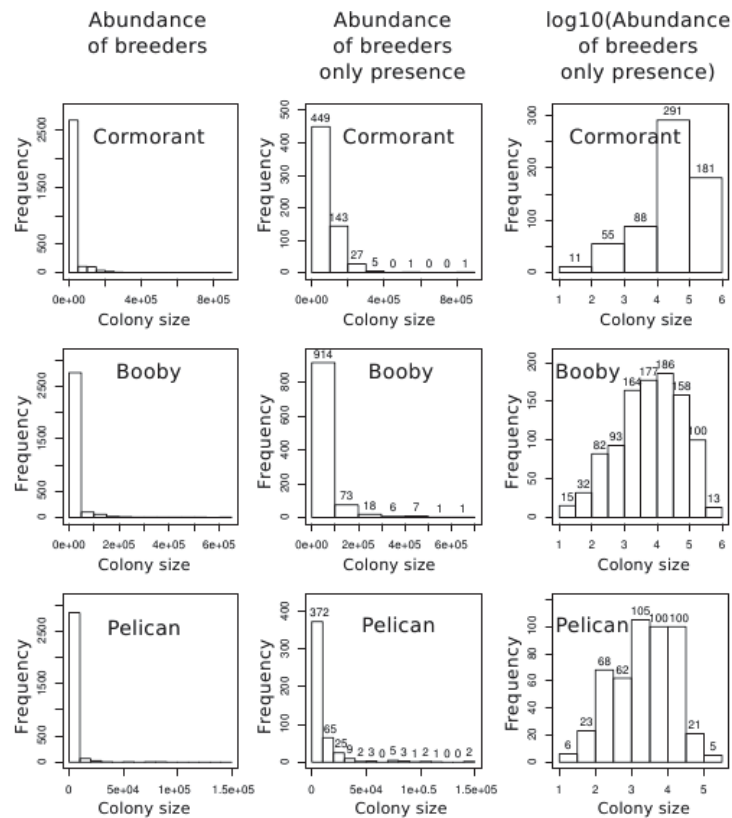 Abundance
of breeders
Abundance
of breeders
only presence
log10(Abundance
of breeders
only presence)
Cormorant
Frequency
0 500 1500 2500
0e+00 4e+05 8e+05
Colony size
Cormorant
Frequency
0 100 200 300 400 500
449 143 27 5 0 1 0 0 1
0e+00 4e+05 8e+05
Colony size
Cormorant
Frequency
0 100 200 300
11 55 88 291 181
1 2 3 4 5 6
Colony size
Booby
Frequency
0 500 1500 2500
0e+00 2e+05 4e+05 6e+05
Colony size
Booby
Frequency
0 200 400 600 800
914 73 18 6 7 1 1
0e+00 2e+05 4e+05 6e+05
Colony size
Booby
Frequency
0 50 100 150 200
15 32 82 93 164 177 186 158 100 13
1 2 3 4 5 6
Colony size
Pelican
Frequency
0 500 1500 2500
0 5e+04 1e+05 1.5e+05
Colony size
Pelican
Frequency
0 100 200 300 400
372 65 25 9 2 3 0 5 3 1 2 1 0 0 2
0 5e+04 1e+05 1.5e+05
Colony size
Pelican
Frequency
0 20 40 60 80 100
6 23 68 62 105 100 100 21 5
1 2 3 4 5
Colony size